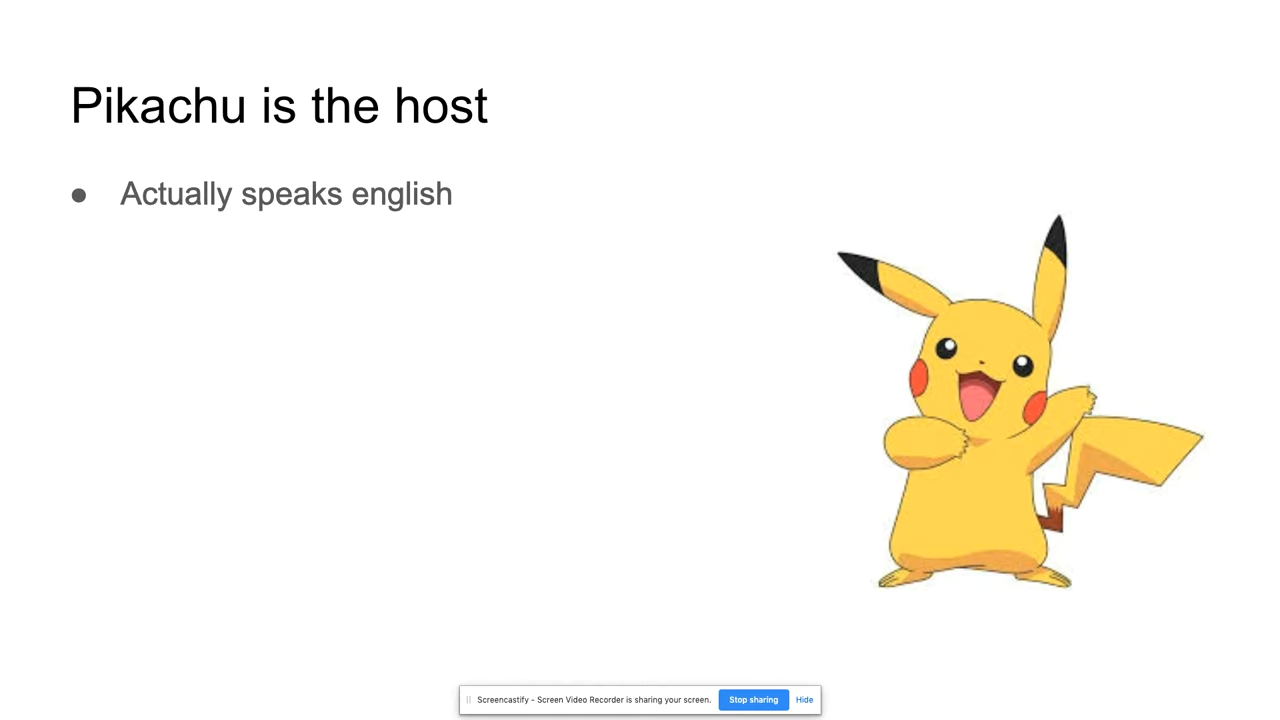 Pikachu is the host
● Actually speaks english
Screencastify - Screen Video Recorder is sharing your screen. Stop sharing Hide